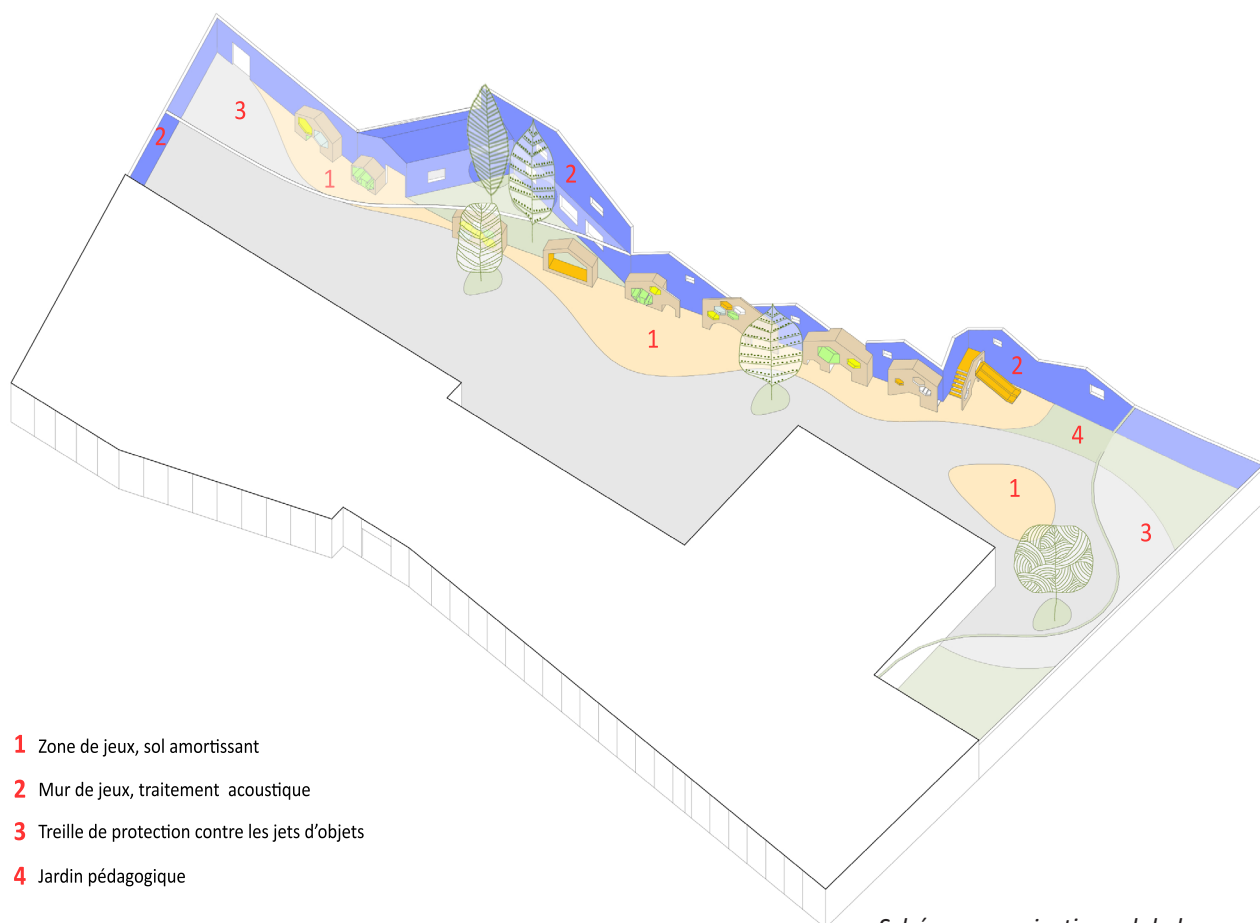 3
2
1
2
1
2
4
1
3
1 Zone de jeux, sol amortissant
2 Mur de jeux, traitement acoustique
3 Treille de protection contre les jets d’objets
4 Jardin pédagogique